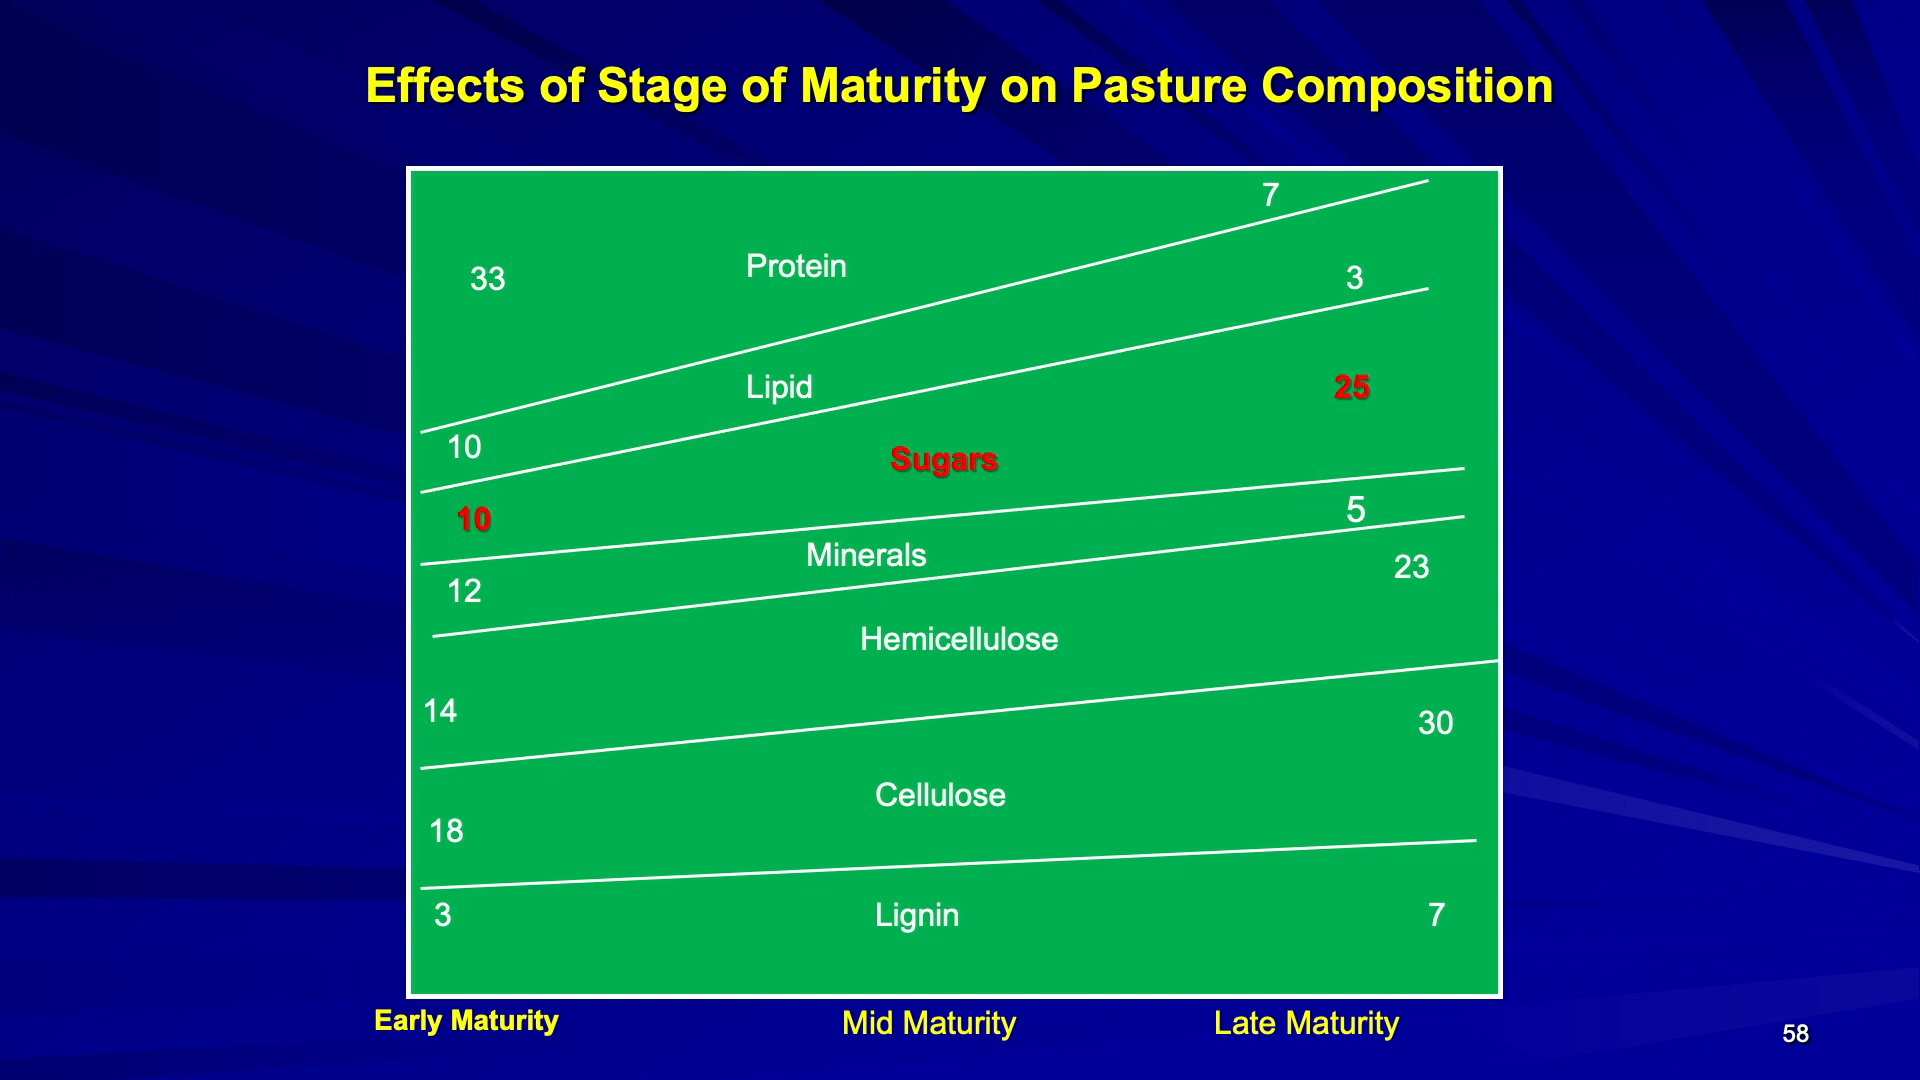 Effects of Stage of Maturity on Pasture Composition
7
33
Protein
3
Lipid
25
10
Sugars
10
5
Minerals
12
23
Hemicellulose
14
30
Cellulose
18
3
Lignin
7
Early Maturity
Mid Maturity
Late Maturity
58